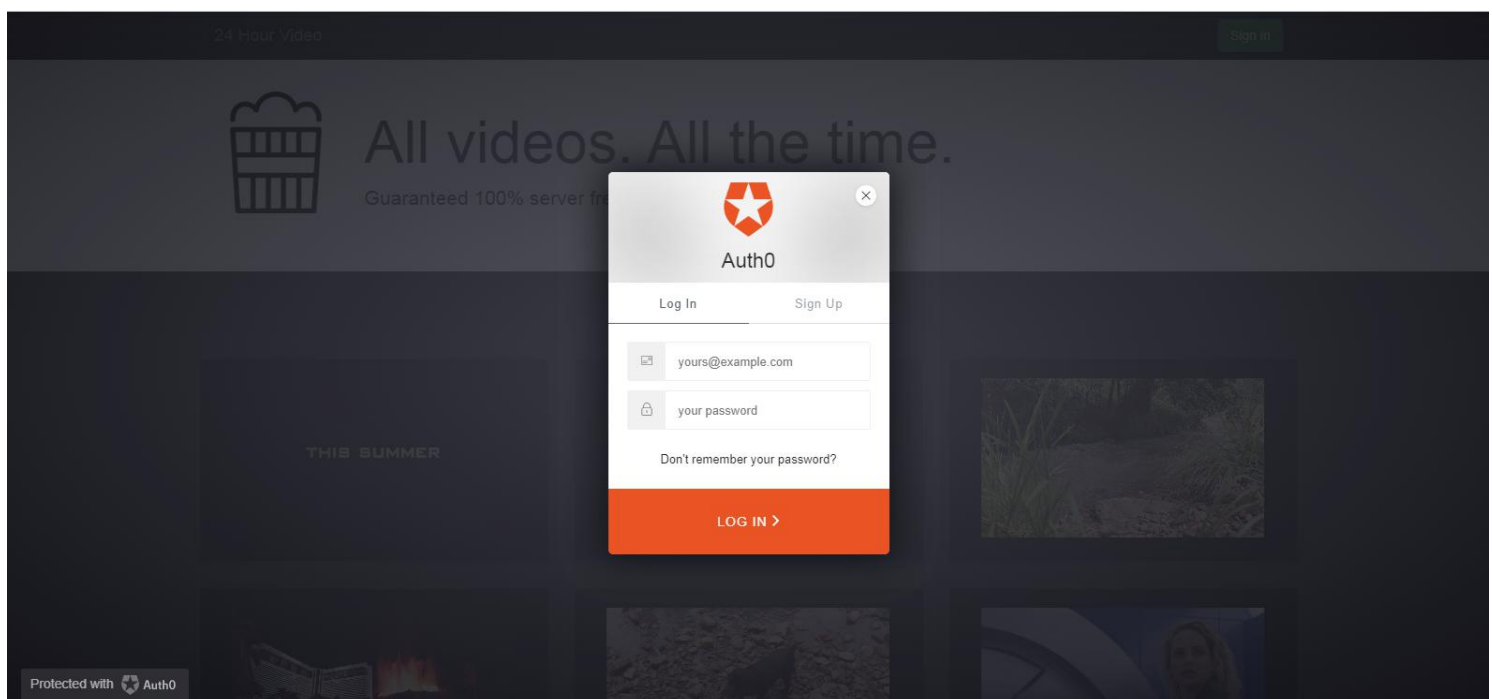 24 Hour Video
Sign in
All videos. All the time.
Guaranteed 100% server fre
Auth0
Log In Sign Up
yours@example.com
your password
Don't remember your password?
LOG IN
THIS SUMMER
Protected with Auth0